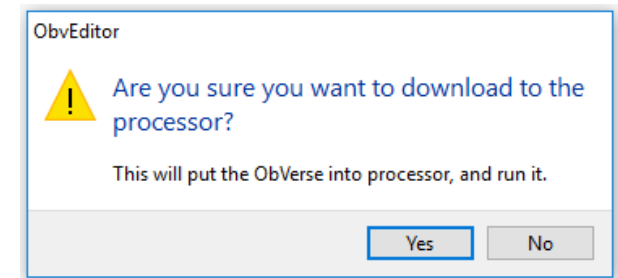 ObvEditor
Are you sure you want to download to the
processor?
This will put the ObVerse into processor, and run it.
Yes No